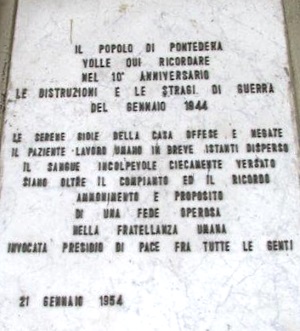 IL POPOLO DI PONTEDERA
VOLLE QUI RICORDARE
NEL 10° ANNIVERSARIO
LE DISTRUZIONI E LE STRAGI DI GUERRA
DEL GENNAIO 1944
LE SERENE GIOIE DELLA CASA OFFESE E NEGATE
IL PAZIENTE LAVORO UMANO IN BREVE ISTANTI DISPERSO
IL SANGUE INCOLPEVOLE CIECAMENTE VERSATO
SIANO OLTRE IL COMPIANTO ED IL RICORDO
AMMONIMENTO E PROPOSITO
DI UNA FEDE OPEROSA
NELLA FRATELLANZA UMANA
INVOCATA PRESIDIO DI PACE FRA TUTTE LE GENTI
21 GENNAIO 1954